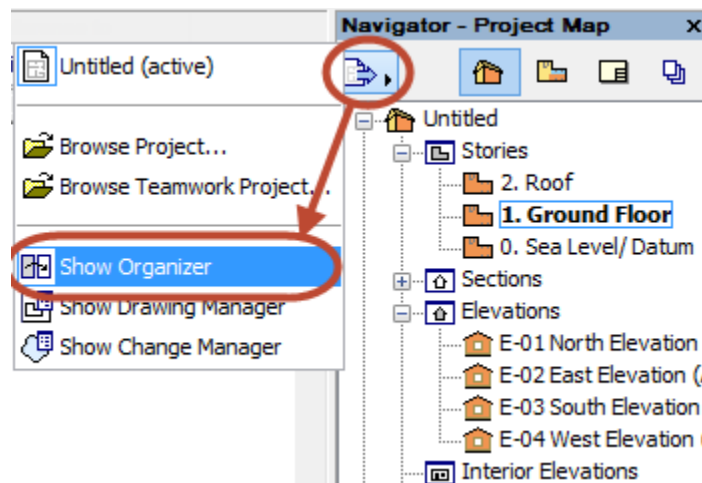 Navigator - Project Map
Untitled (active)
Browse Project...
Browse Teamwork Project...
Show Organizer
Show Drawing Manager
Show Change Manager
Untitled
Stories
2. Roof
1. Ground Floor
0. Sea Level/ Datum
Sections
Elevations
E-01 North Elevation
E-02 East Elevation (
E-03 South Elevation
E-04 West Elevation (
Interior Elevations